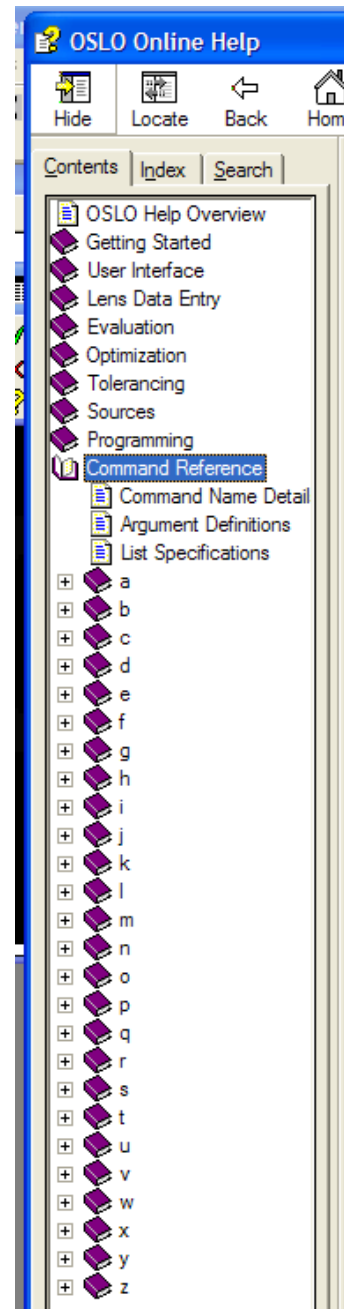 OSLO Online Help
Hide Locate Back Hom
Contents Index Search
OSLO Help Overview
Getting Started
User Interface
Lens Data Entry
Evaluation
Optimization
Tolerancing
Sources
Programming
Command Reference
Command Name Detail
Argument Definitions
List Specifications
a
b
c
d
e
f
g
h
i
j
k
l
m
n
o
p
q
r
s
t
u
v
w
x
y
z